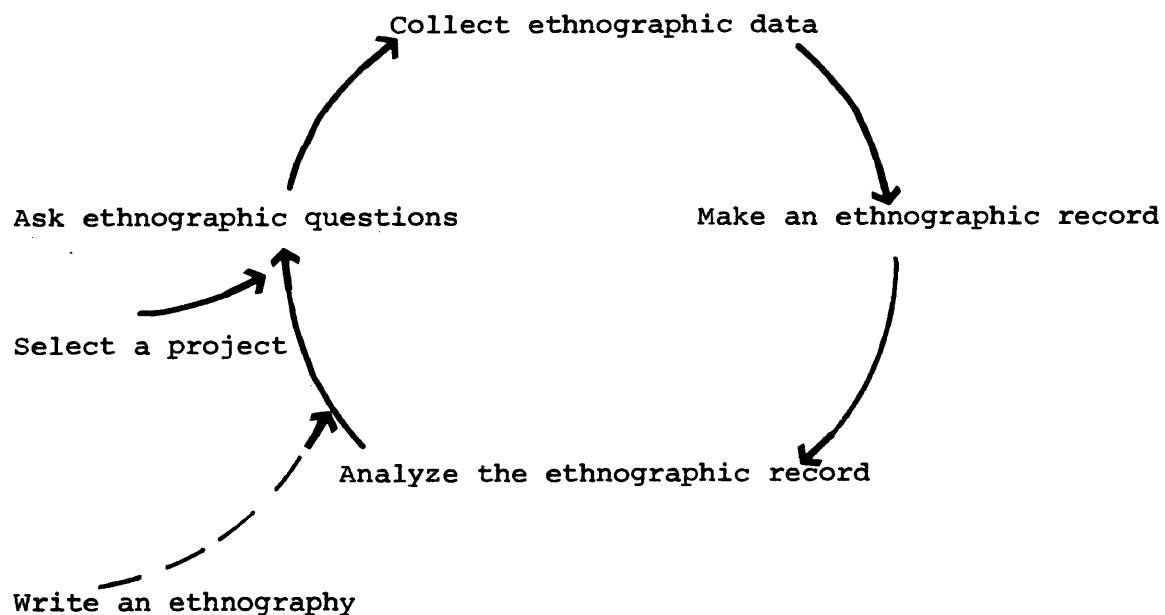 Collect ethnographic data
Ask ethnographic questions
Make an ethnographic record
Select a project
Analyze the ethnographic record
Write an ethnography